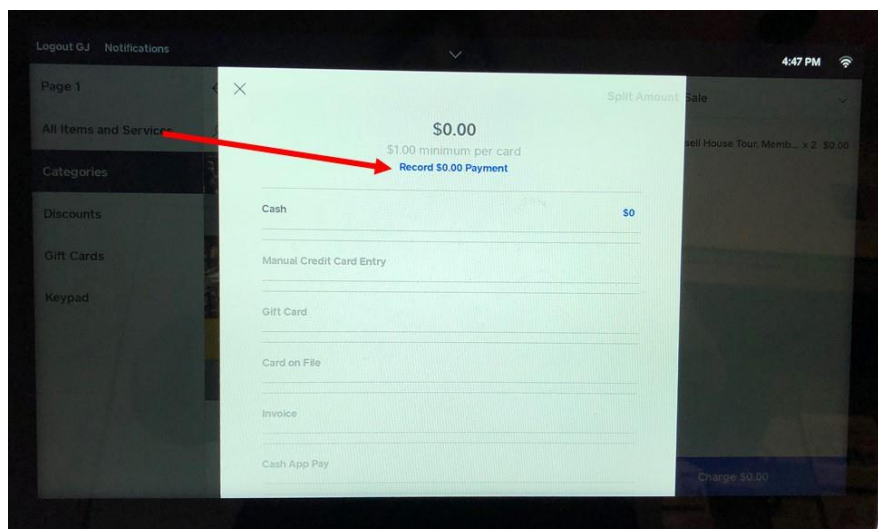 Logout GJ Notifications
4:47 PM
Page 1
All Items and Services
Categories
Discounts
Gift Cards
Keypad
Split Amount
$0.00
$1.00 minimum per card
Record $0.00 Payment
Cash $0
Manual Credit Card Entry
Gift Card
Card on File
Invoice
Cash App Pay
Sale
sell House Tour, Memb... x 2 $0.00
Charge $0.00